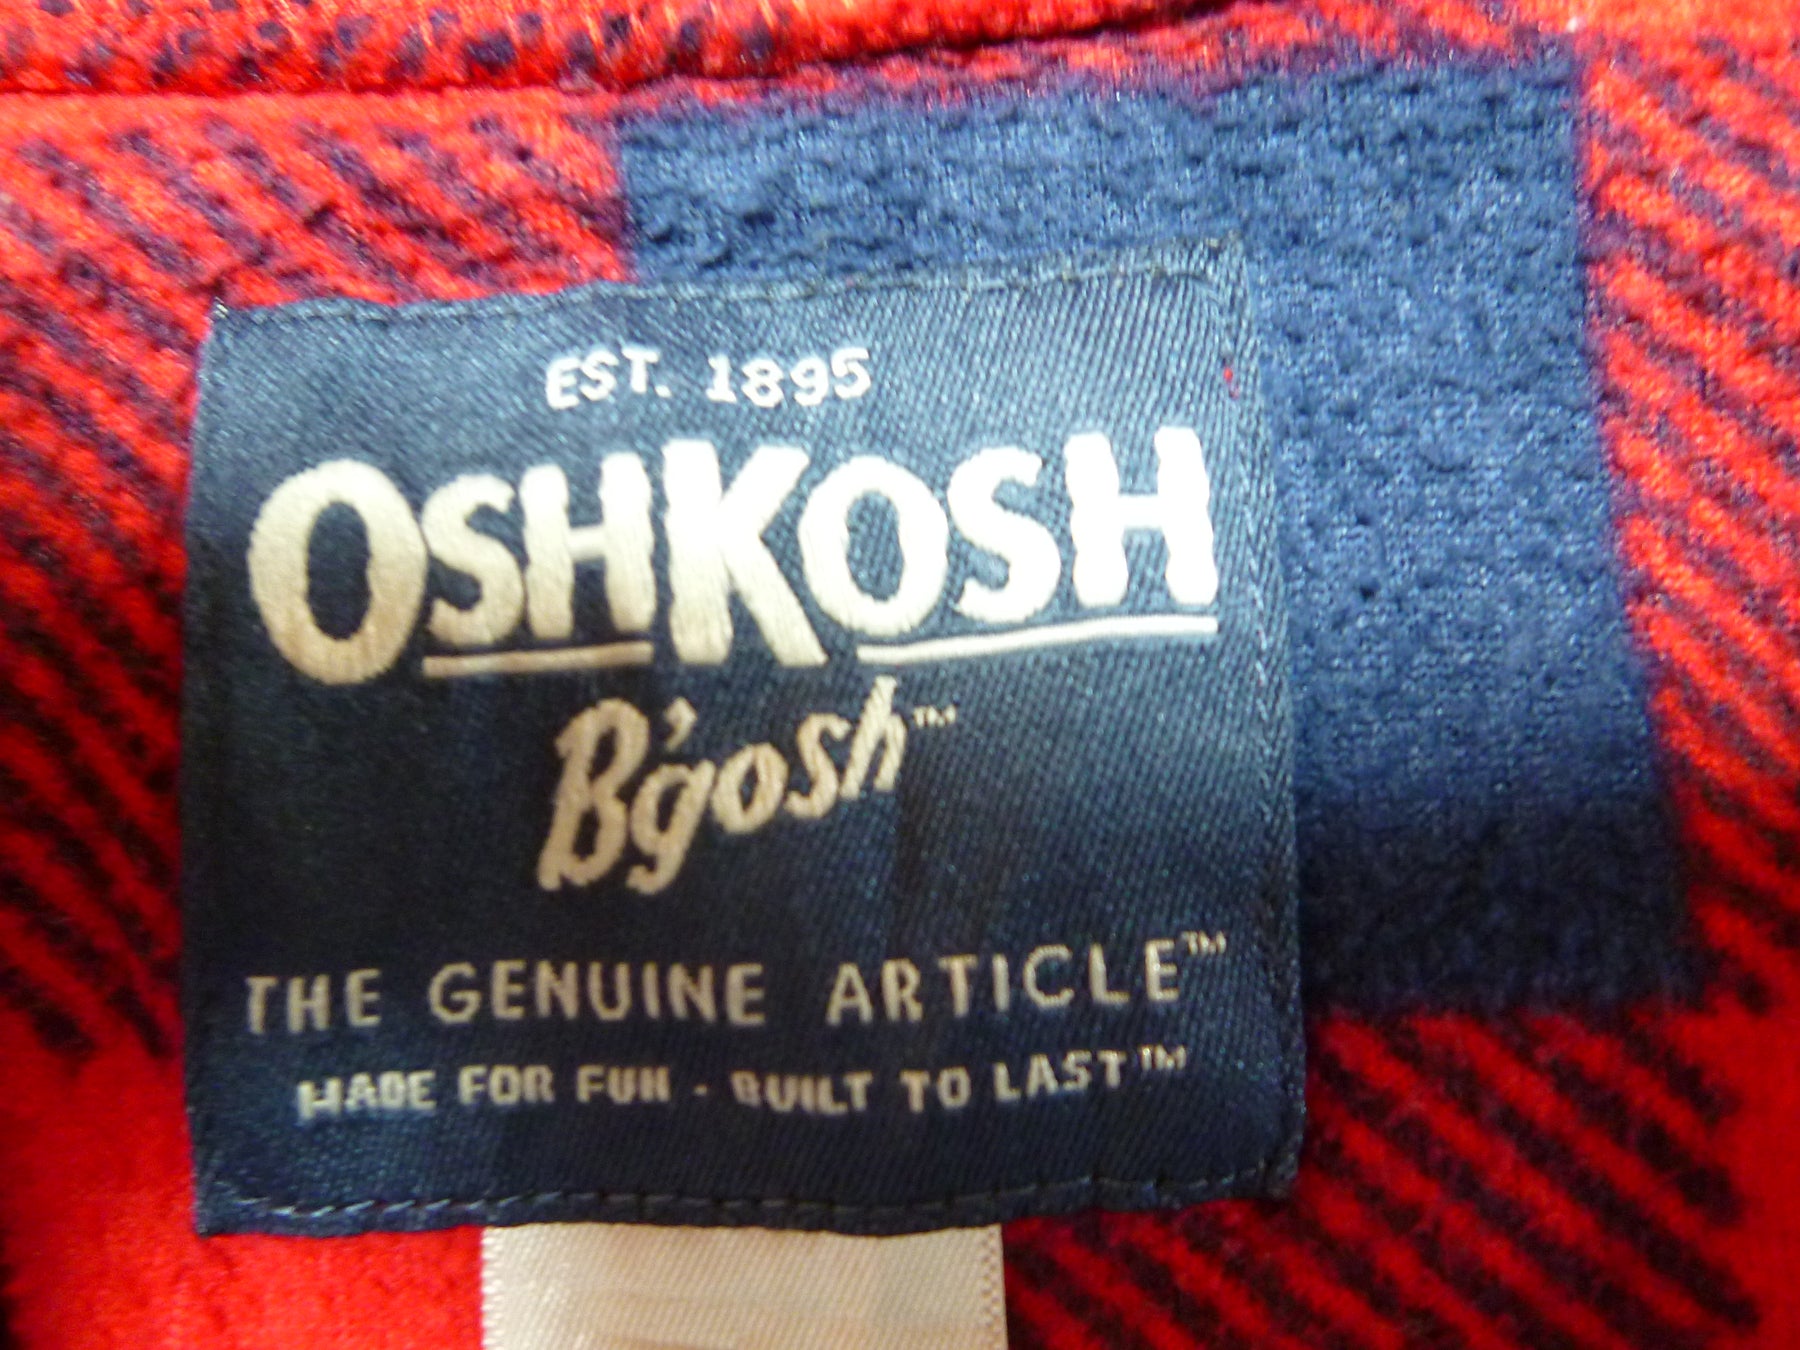 EST. 1895
OSHKOSH
B'gosh™
THE GENUINE ARTICLE™
MADE FOR FUN - BUILT TO LAST™